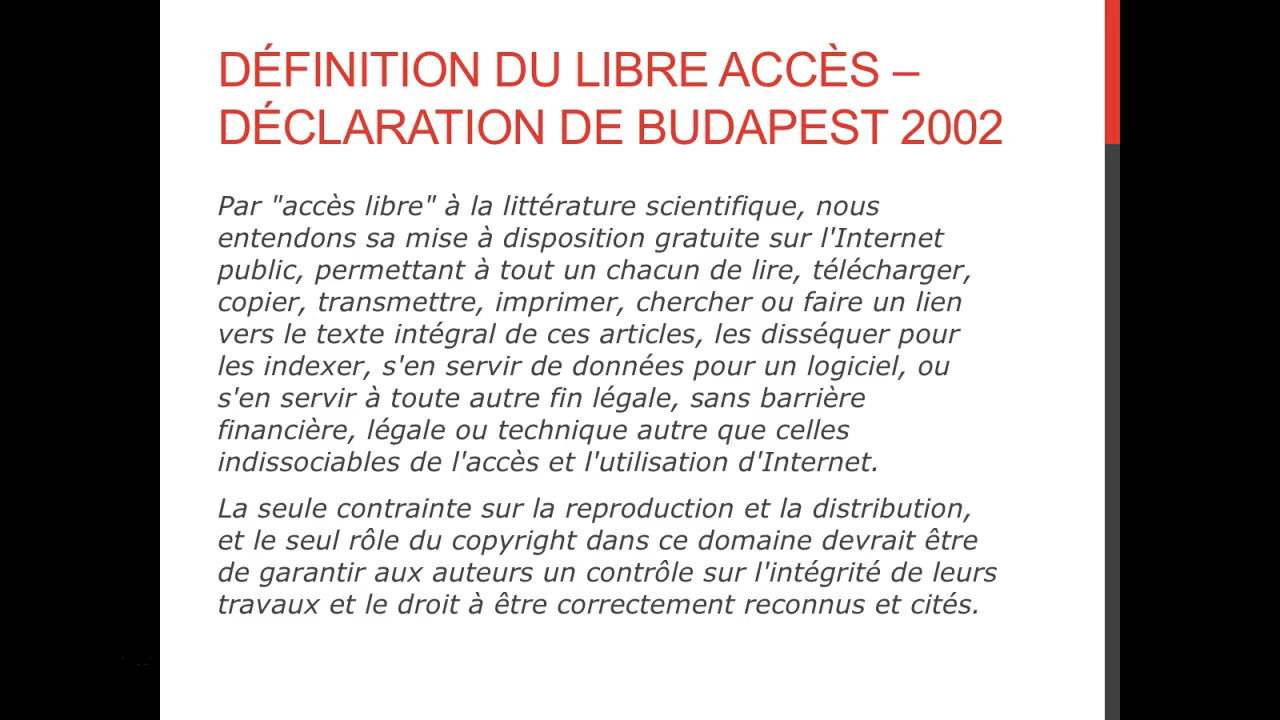 DÉFINITION DU LIBRE ACCÈS –
DÉCLARATION DE BUDAPEST 2002
Par "accès libre" à la littérature scientifique, nous
entendons sa mise à disposition gratuite sur l'Internet
public, permettant à tout un chacun de lire, télécharger,
copier, transmettre, imprimer, chercher ou faire un lien
vers le texte intégral de ces articles, les disséquer pour
les indexer, s'en servir de données pour un logiciel, ou
s'en servir à toute autre fin légale, sans barrière
financière, légale ou technique autre que celles
indissociables de l'accès et l'utilisation d'Internet.
La seule contrainte sur la reproduction et la distribution,
et le seul rôle du copyright dans ce domaine devrait être
de garantir aux auteurs un contrôle sur l'intégrité de leurs
travaux et le droit à être correctement reconnus et cités.